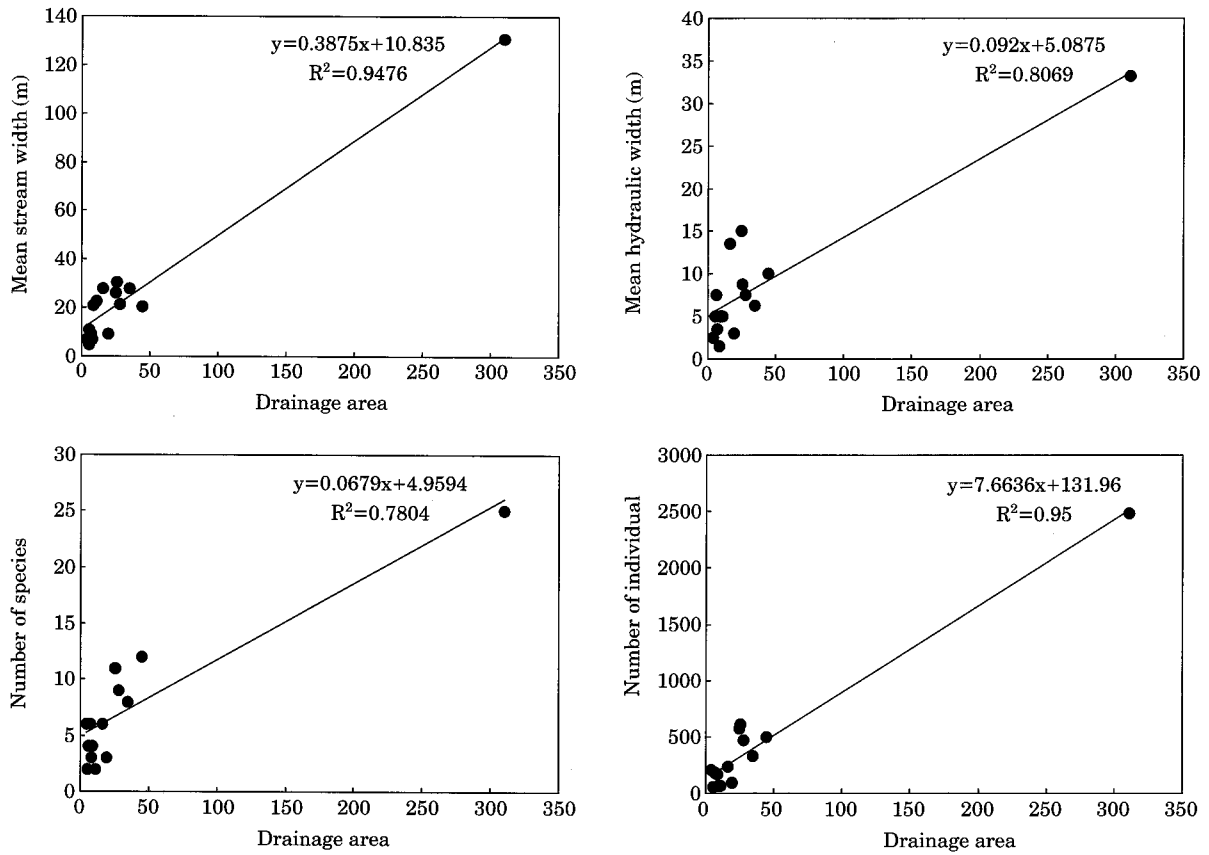 y=0.3875x+10.835
R²=0.9476
Mean stream width (m)
140
120
100
80
60
40
20
0
0 50 100 150 200 250 300 350
Drainage area
y=0.092x+5.0875
R²=0.8069
Mean hydraulic width (m)
40
35
30
25
20
15
10
5
0
0 50 100 150 200 250 300 350
Drainage area
y=0.0679x+4.9594
R²=0.7804
Number of species
30
25
20
15
10
5
0
0 50 100 150 200 250 300 350
Drainage area
y=7.6636x+131.96
R²=0.95
Number of individual
3000
2500
2000
1500
1000
500
0
0 50 100 150 200 250 300 350
Drainage area